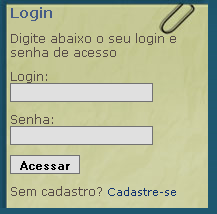 Login
Digite abaixo o seu login e
senha de acesso
Login:
Senha:
Acessar
Sem cadastro? Cadastre-se